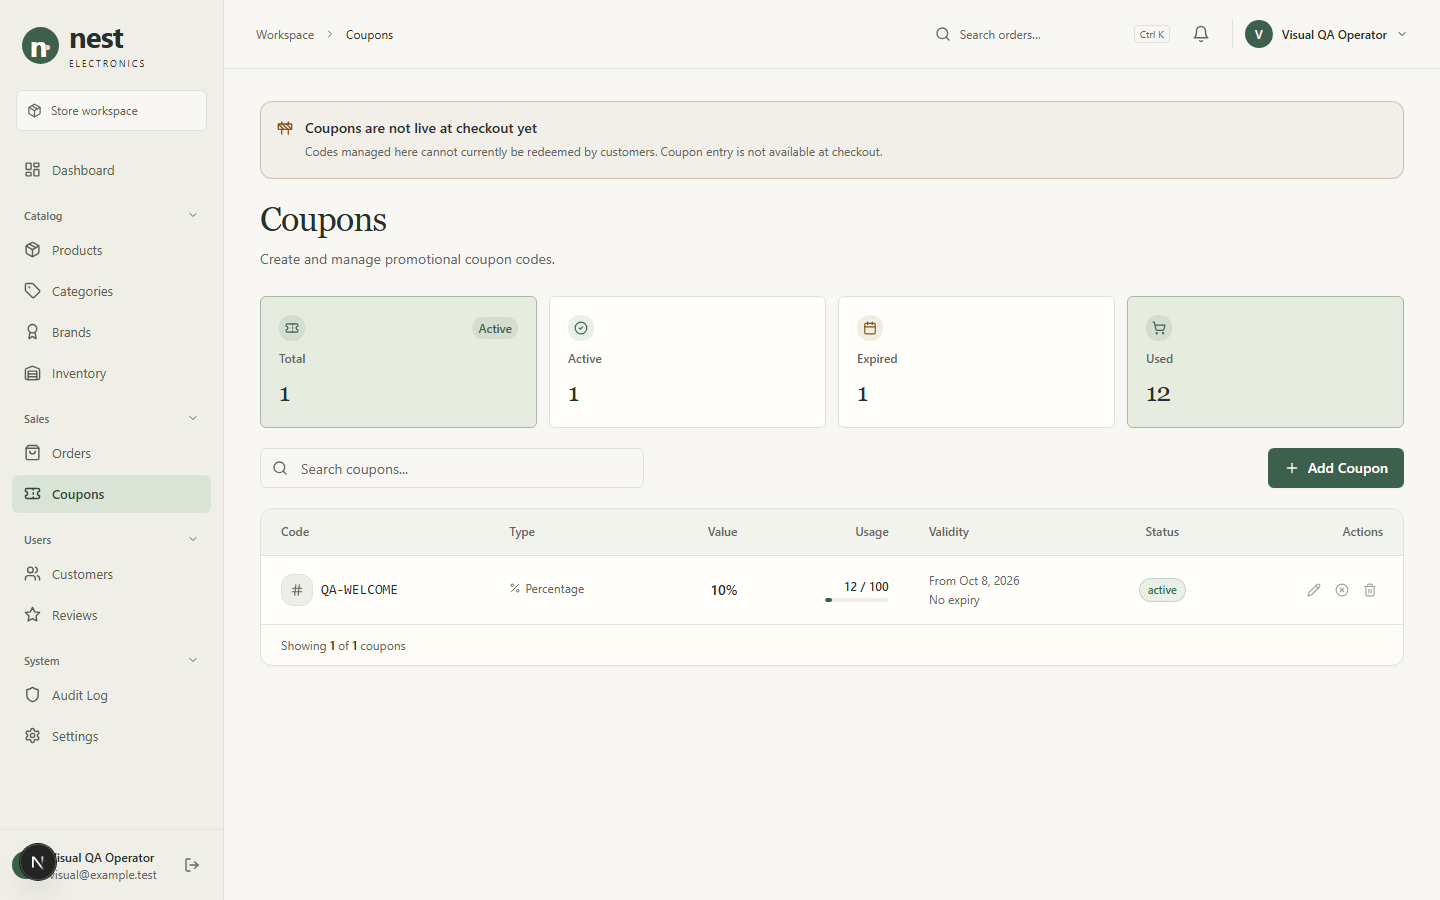 nest
ELECTRONICS
Store workspace
Dashboard
Catalog
Products
Categories
Brands
Inventory
Sales
Orders
Coupons
Users
Customers
Reviews
System
Audit Log
Settings
N
isual QA Operator
visual@example.test
Workspace > Coupons
Search orders...
Ctrl K
V
Visual QA Operator
Coupons are not live at checkout yet
Codes managed here cannot currently be redeemed by customers. Coupon entry is not available at checkout.
Coupons
Create and manage promotional coupon codes.
Active
Total
1
Active
1
Expired
1
Used
12
Search coupons...
+ Add Coupon
Code Type Value Usage Validity Status Actions
# QA-WELCOME % Percentage 10% 12 / 100 From Oct 8, 2026 active
No expiry
Showing 1 of 1 coupons